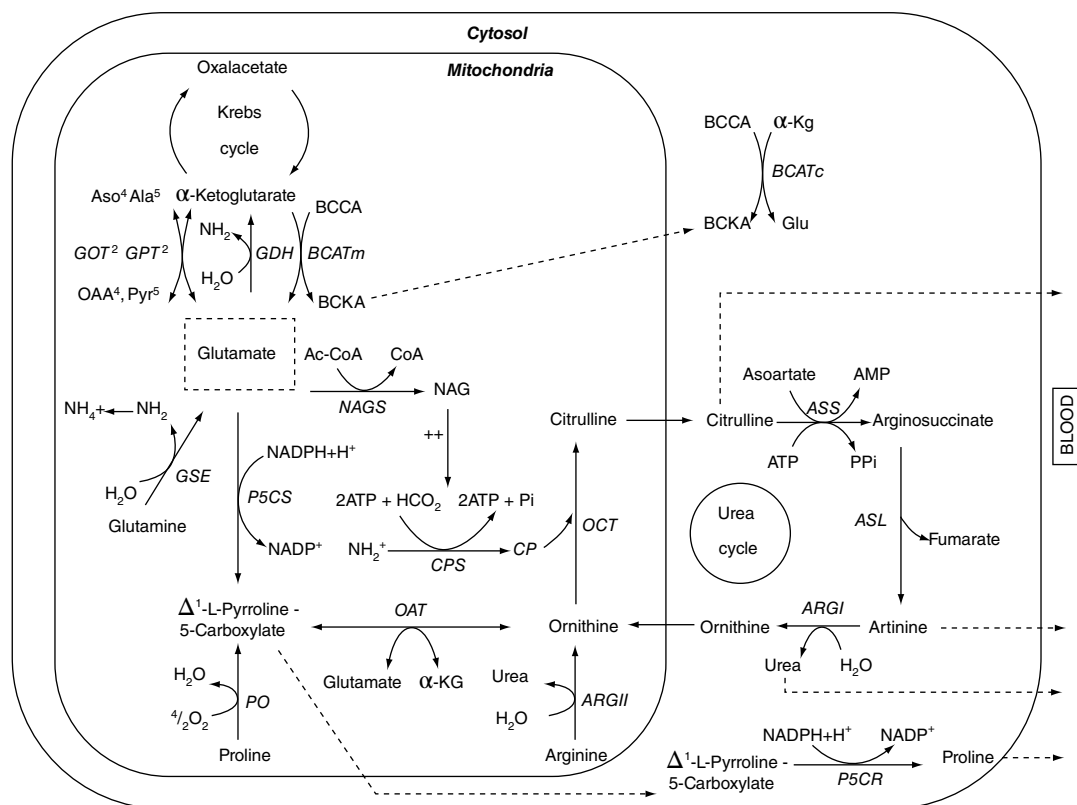 Cytosol
Mitochondria
Oxalacetate
Krebs
cycle
Aso⁴ Ala⁵
α-Ketoglutarate
BCCA
NH₂
GOT² GPT²
GDH
BCATm
H₂O
OAA⁴, Pyr⁵
BCKA
BCCA
α-Kg
BCATc
BCKA
Glu
Glutamate
Ac-CoA
CoA
NAGS
NAG
NH₄+
NH₂
GSE
H₂O
Glutamine
NADPH+H⁺
P5CS
NADP⁺
++
2ATP + HCO₂
2ATP + Pi
NH₂⁺
CPS
CP
OCT
Citrulline
Citrulline
Asoartate
AMP
ASS
Arginosuccinate
ATP
PPi
BLOOD
Urea
cycle
ASL
Fumarate
Δ¹-L-Pyrroline -
5-Carboxylate
OAT
Ornithine
Ornithine
ARGI
Artinine
Glutamate
α-KG
Urea
H₂O
H₂O
PO
⁴/₂O₂
Proline
Urea
ARGII
H₂O
Arginine
Δ¹-L-Pyrroline -
5-Carboxylate
NADPH+H⁺
NADP⁺
P5CR
Proline